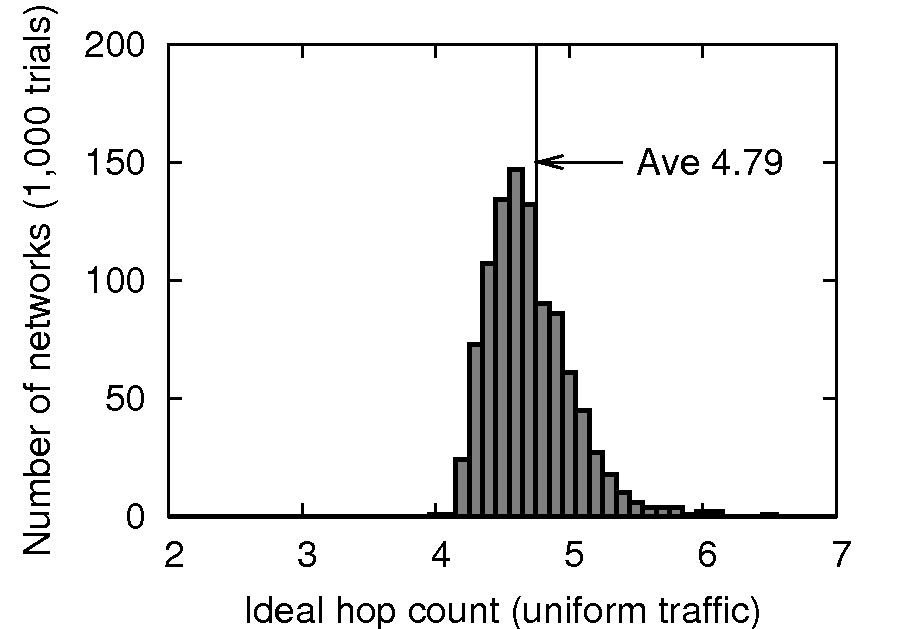 Number of networks (1,000 trials)
200
150
100
50
0
Ave 4.79
2 3 4 5 6 7
Ideal hop count (uniform traffic)